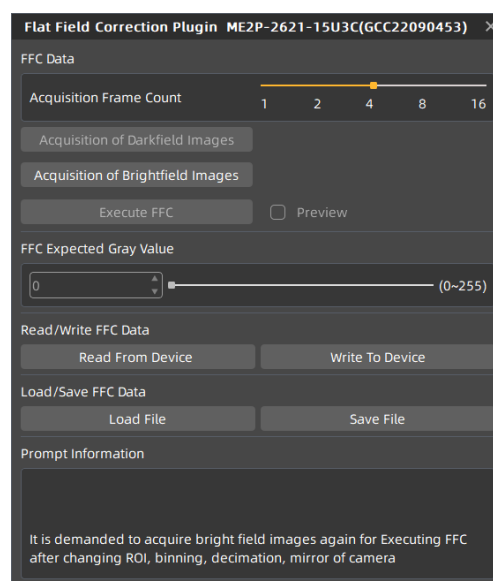 Flat Field Correction Plugin ME2P-2621-15U3C(GCC22090453) ×
FFC Data
Acquisition Frame Count
1 2 4 8 16
Acquisition of Darkfield Images
Acquisition of Brightfield Images
Execute FFC Preview
FFC Expected Gray Value
0 (0~255)
Read/Write FFC Data
Read From Device Write To Device
Load/Save FFC Data
Load File Save File
Prompt Information
It is demanded to acquire bright field images again for Executing FFC
after changing ROI, binning, decimation, mirror of camera